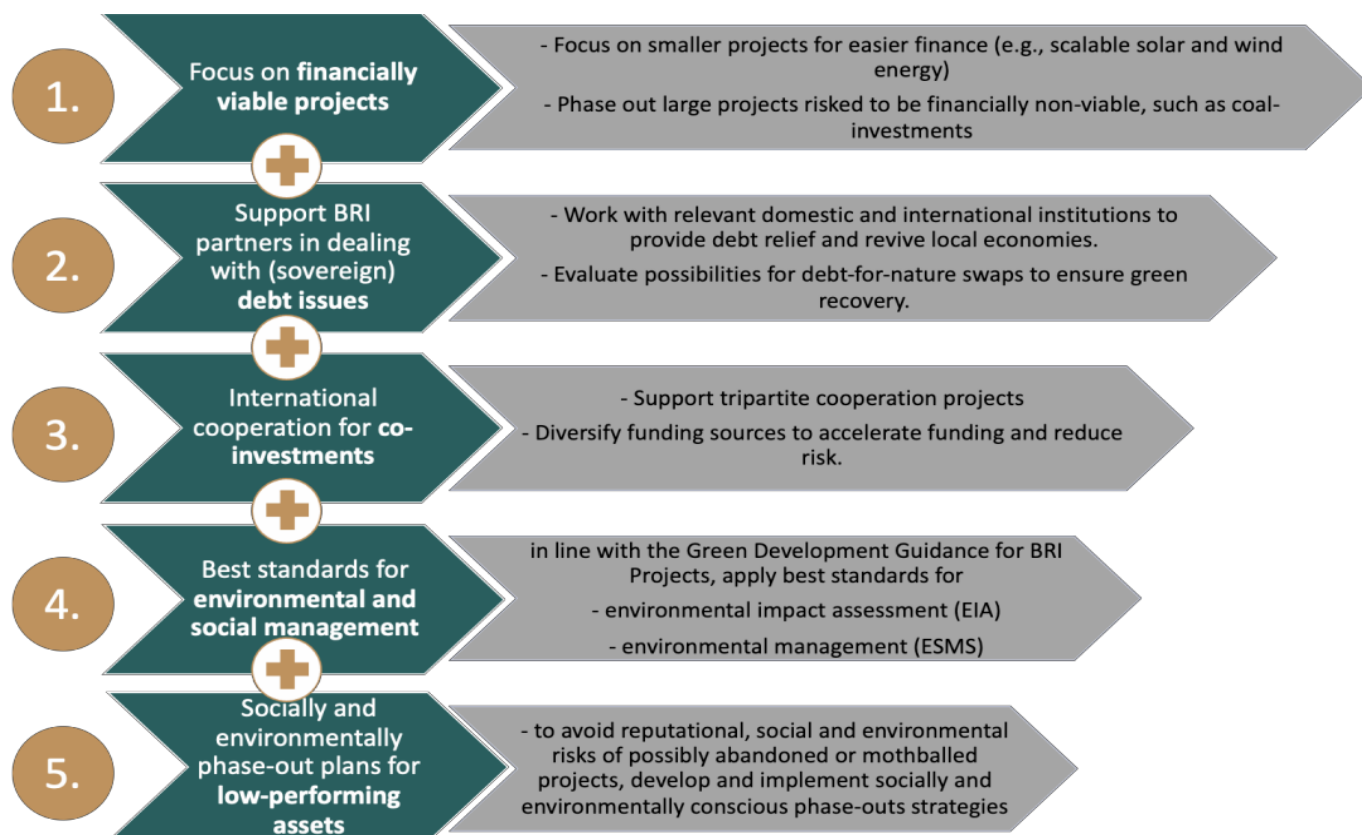 1.
Focus on financially
viable projects
- Focus on smaller projects for easier finance (e.g., scalable solar and wind
energy)
- Phase out large projects risked to be financially non-viable, such as coal-
investments
2.
Support BRI
partners in dealing
with (sovereign)
debt issues
- Work with relevant domestic and international institutions to
provide debt relief and revive local economies.
- Evaluate possibilities for debt-for-nature swaps to ensure green
recovery.
3.
International
cooperation for co-
investments
- Support tripartite cooperation projects
- Diversify funding sources to accelerate funding and reduce
risk.
4.
Best standards for
environmental and
social management
in line with the Green Development Guidance for BRI
Projects, apply best standards for
- environmental impact assessment (EIA)
- environmental management (ESMS)
5.
Socially and
environmentally
phase-out plans for
low-performing
assets
- to avoid reputational, social and environmental
risks of possibly abandoned or mothballed
projects, develop and implement socially and
environmentally conscious phase-outs strategies